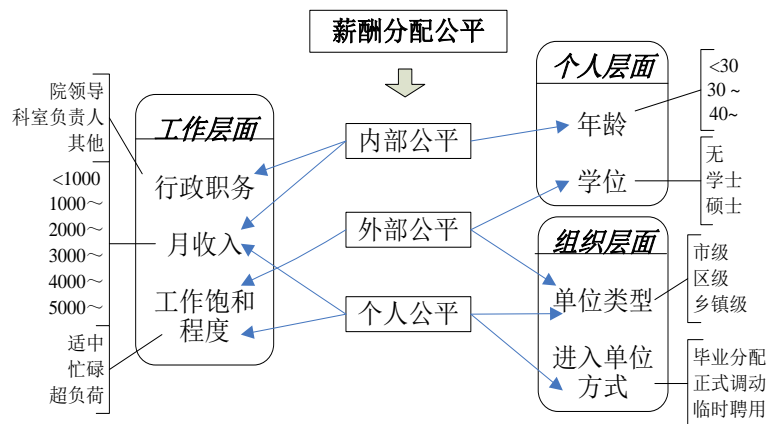 薪酬分配公平
院领导
科室负责人
其他
<1000
1000～
2000～
3000～
4000～
5000～
适中
忙碌
超负荷
工作层面
行政职务
月收入
工作饱和
程度
内部公平
外部公平
个人公平
个人层面
年龄
学位
<30
30～
40~
无
学士
硕士
组织层面
单位类型
进入单位
方式
市级
区级
乡镇级
毕业分配
正式调动
临时聘用